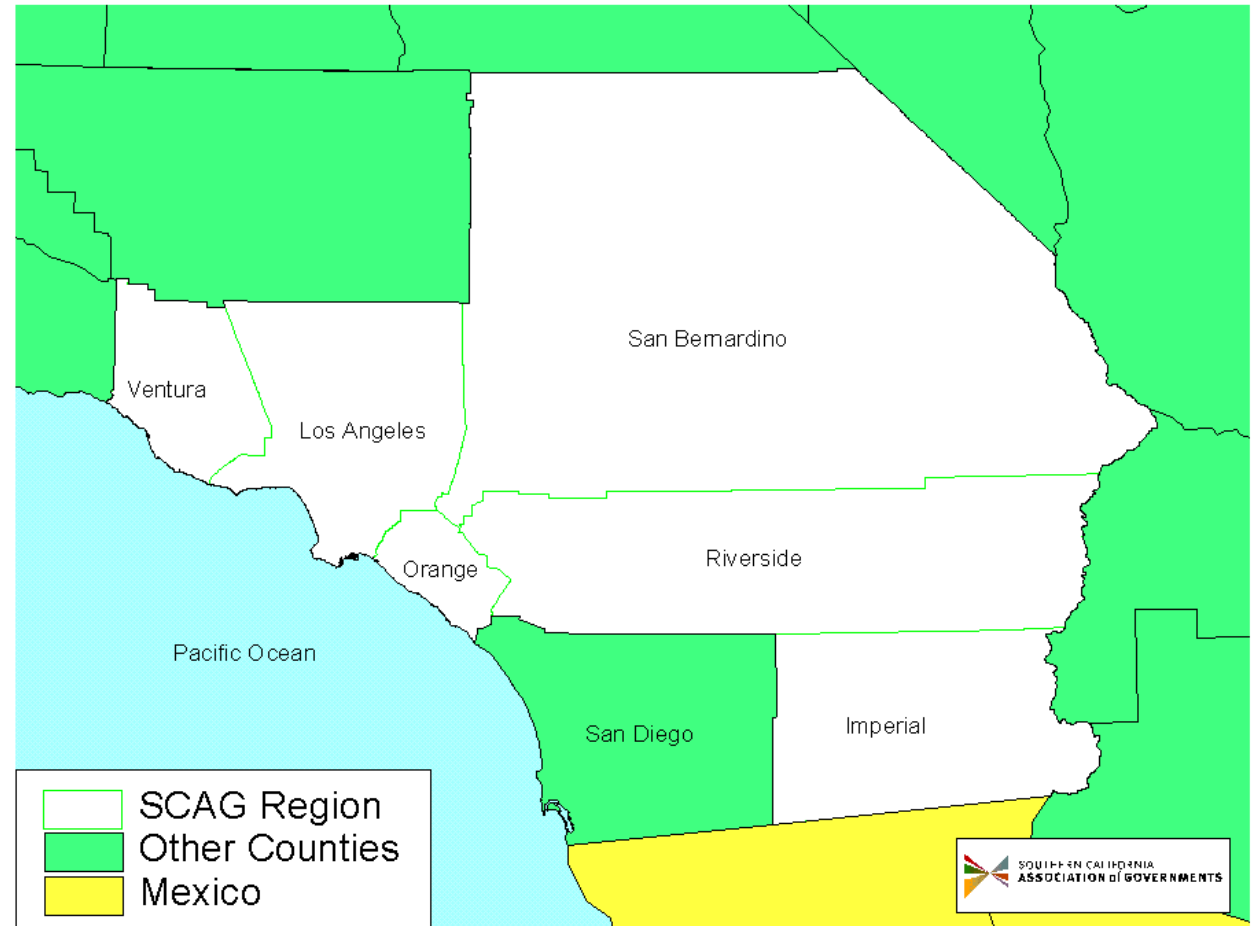 San Bernardino
Ventura
Los Angeles
Riverside
Orange
Pacific Ocean
San Diego
Imperial
SCAG Region
Other Counties
Mexico
SOUTHERN CALIFORNIA
ASSOCIATION of GOVERNMENTS